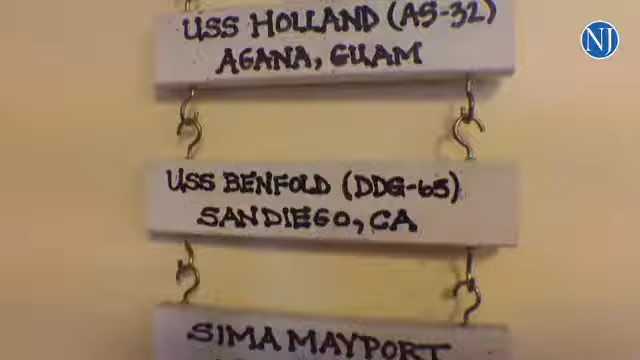 USS HOLLAND (AS-32)
AGANA, GUAM
USS BENFOLD (DDG-65)
SANDIEGO, CA
SIMA MAYPORT
NJ